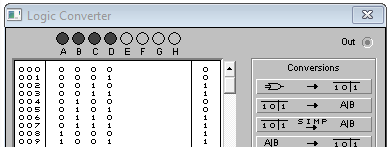 Logic Converter
A B C D E F G H
Out
Conversions
000 0 0 0 0 0
001 0 0 0 1 0
002 0 0 1 0 0
003 0 0 1 1 1
004 0 1 0 0 0
005 0 1 0 1 0
006 0 1 1 0 0
007 0 1 1 1 1
008 1 0 0 0 0
009 1 0 0 1 0
→ 1 0 1
1 0 1 → A|B
1 0 1 SIMP → A|B
A|B → 1 0 1